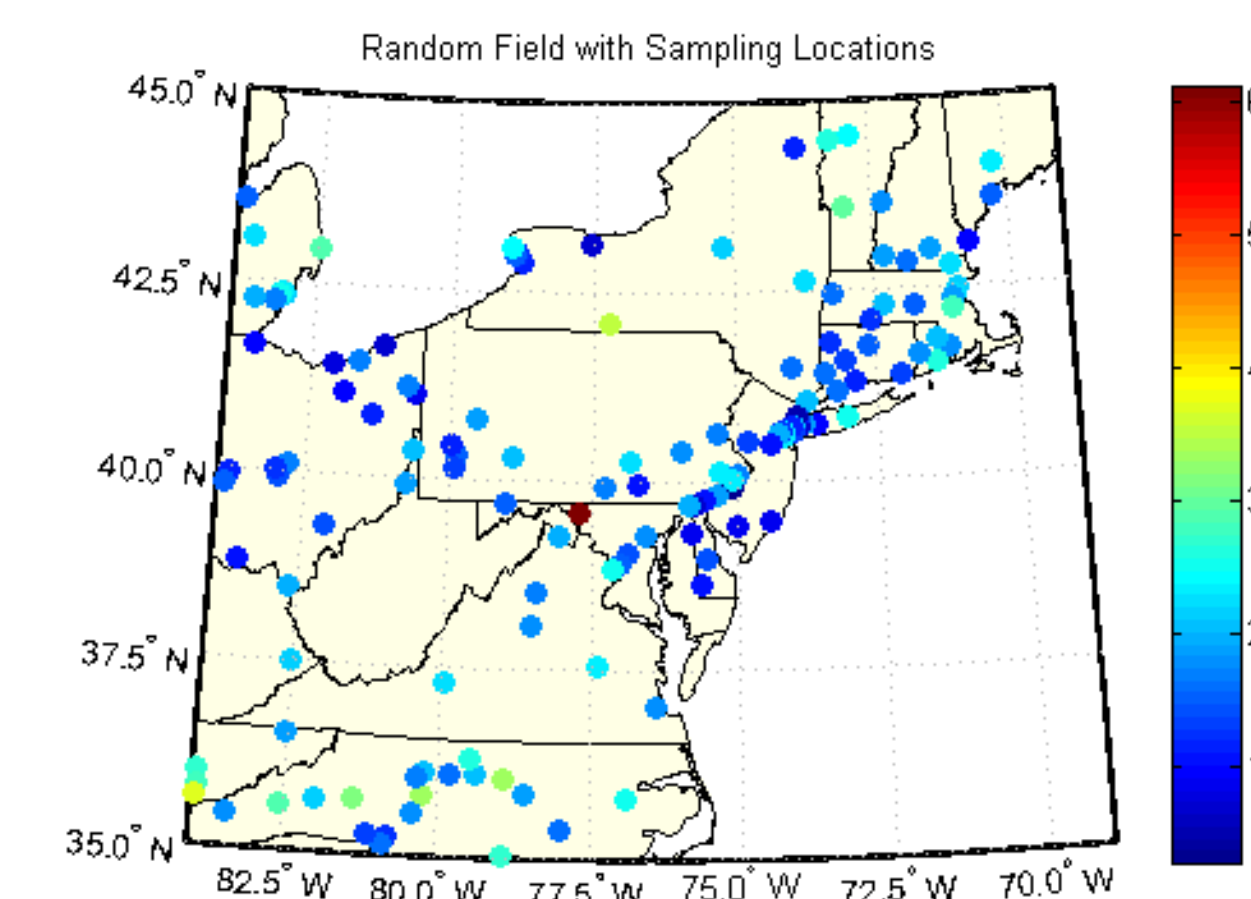 Random Field with Sampling Locations
45.0° N
42.5° N
40.0° N
37.5° N
35.0° N
82.5° W 80.0° W 77.5° W 75.0° W 72.5° W 70.0° W